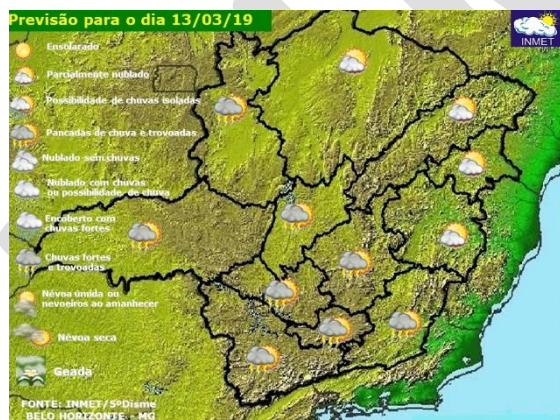 Previsão para o dia 13/03/19
INMET
Ensolarado
Parcialmente nublado
Possibilidade de chuvas isoladas
Pancadas de chuva e trovoadas
Nublado sem chuvas
Nublado com chuvas
ou possibilidade de chuva
Encoberto com
chuvas fortes
Chuvas fortes
e trovoadas
Névoa úmida ou
nevoeiros ao amanhecer
Névoa seca
Geada
FONTE: INMET/5ºDisme
BELO HORIZONTE - MG